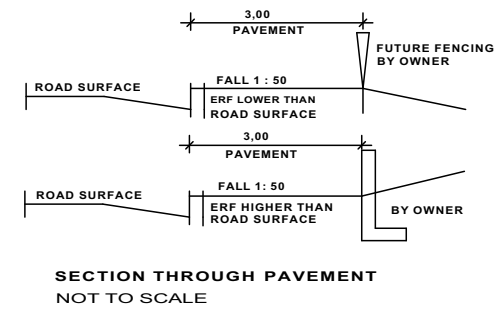 3,00
PAVEMENT
FUTURE FENCING
BY OWNER
ROAD SURFACE
FALL 1 : 50
ERF LOWER THAN
ROAD SURFACE
3,00
PAVEMENT
ROAD SURFACE
FALL 1: 50
ERF HIGHER THAN
ROAD SURFACE
BY OWNER
SECTION THROUGH PAVEMENT
NOT TO SCALE